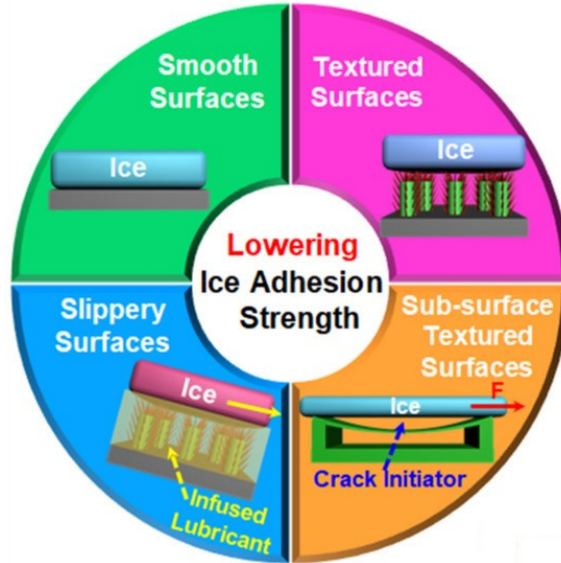 Smooth
Surfaces
Ice
Textured
Surfaces
Ice
Lowering
Ice Adhesion
Strength
Slippery
Surfaces
Ice
Infused
Lubricant
Sub-surface
Textured
Surfaces
F
Ice
Crack Initiator